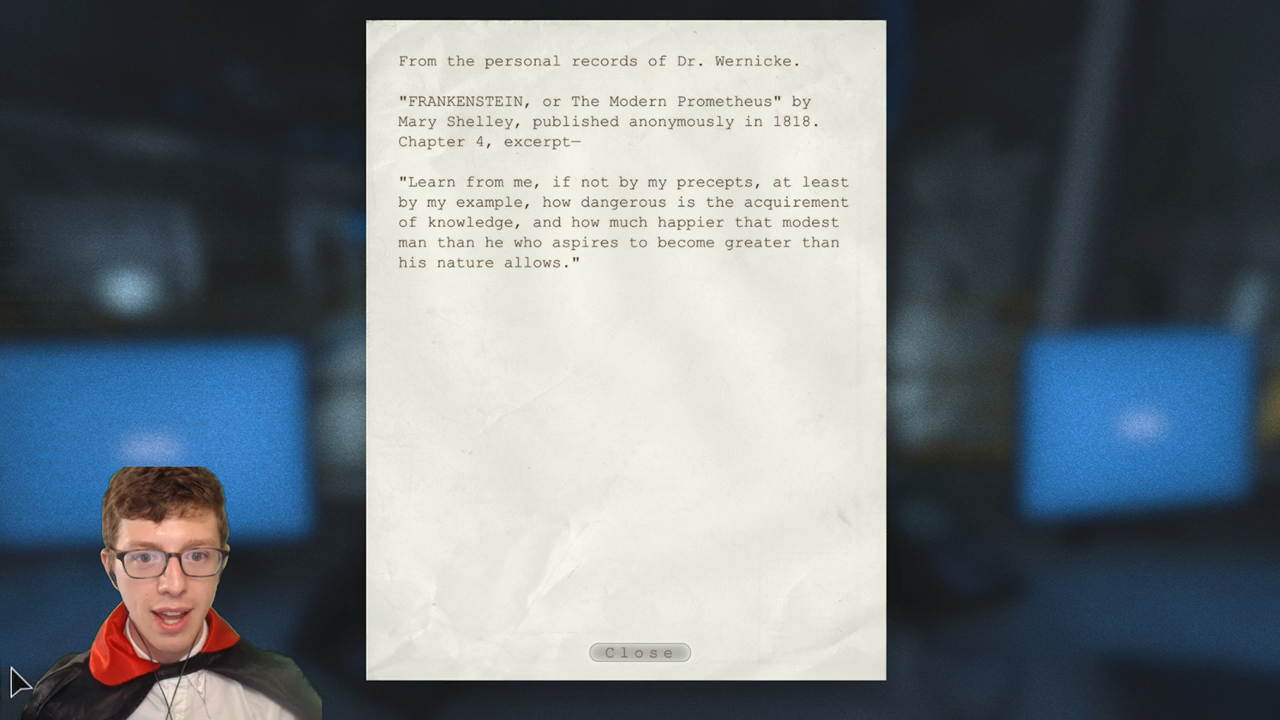 From the personal records of Dr. Wernicke.
"FRANKENSTEIN, or The Modern Prometheus" by
Mary Shelley, published anonymously in 1818.
Chapter 4, excerpt—
"Learn from me, if not by my precepts, at least
by my example, how dangerous is the acquirement
of knowledge, and how much happier that modest
man than he who aspires to become greater than
his nature allows."
Close